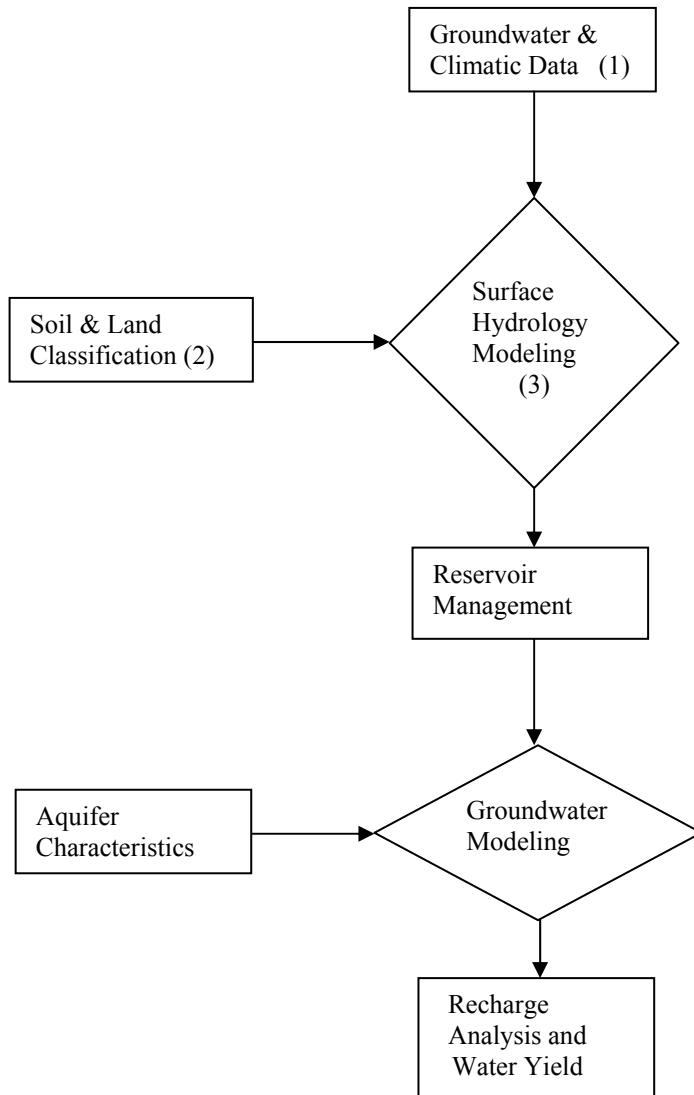 Groundwater &
Climatic Data (1)
Surface
Hydrology
Modeling
(3)
Soil & Land
Classification (2)
Reservoir
Management
Groundwater
Modeling
Aquifer
Characteristics
Recharge
Analysis and
Water Yield